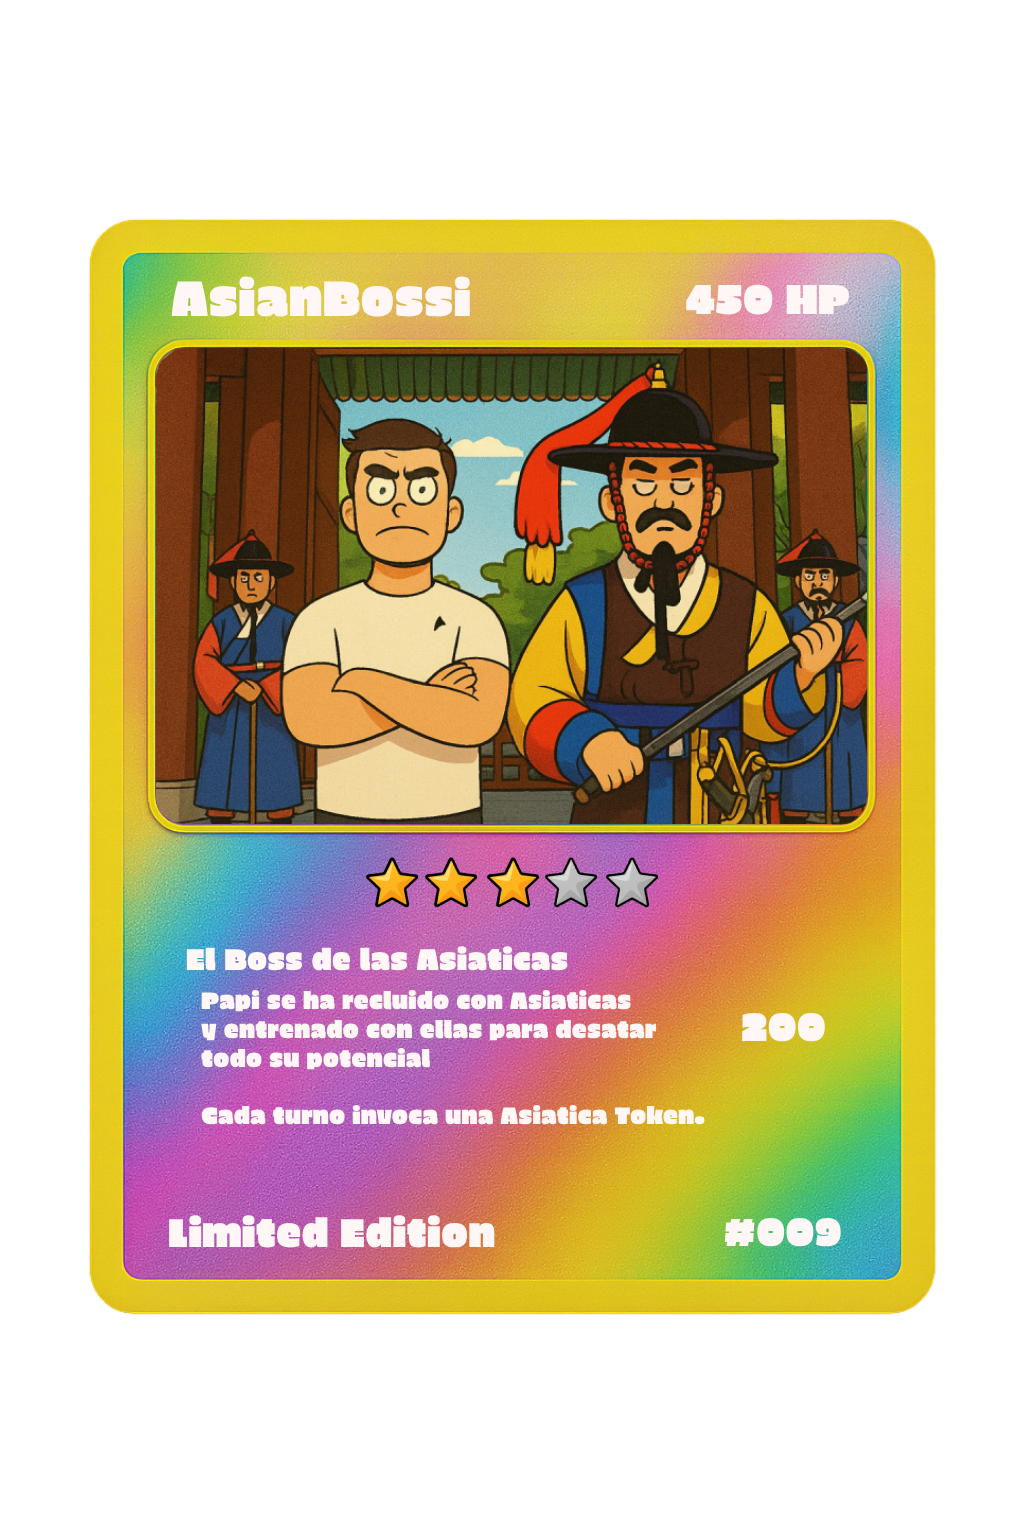 AsianBossi
450 HP
El Boss de las Asiaticas
Papi se ha recluido con Asiaticas
y entrenado con ellas para desatar
todo su potencial
200
Cada turno invoca una Asiatica Token.
Limited Edition
#009